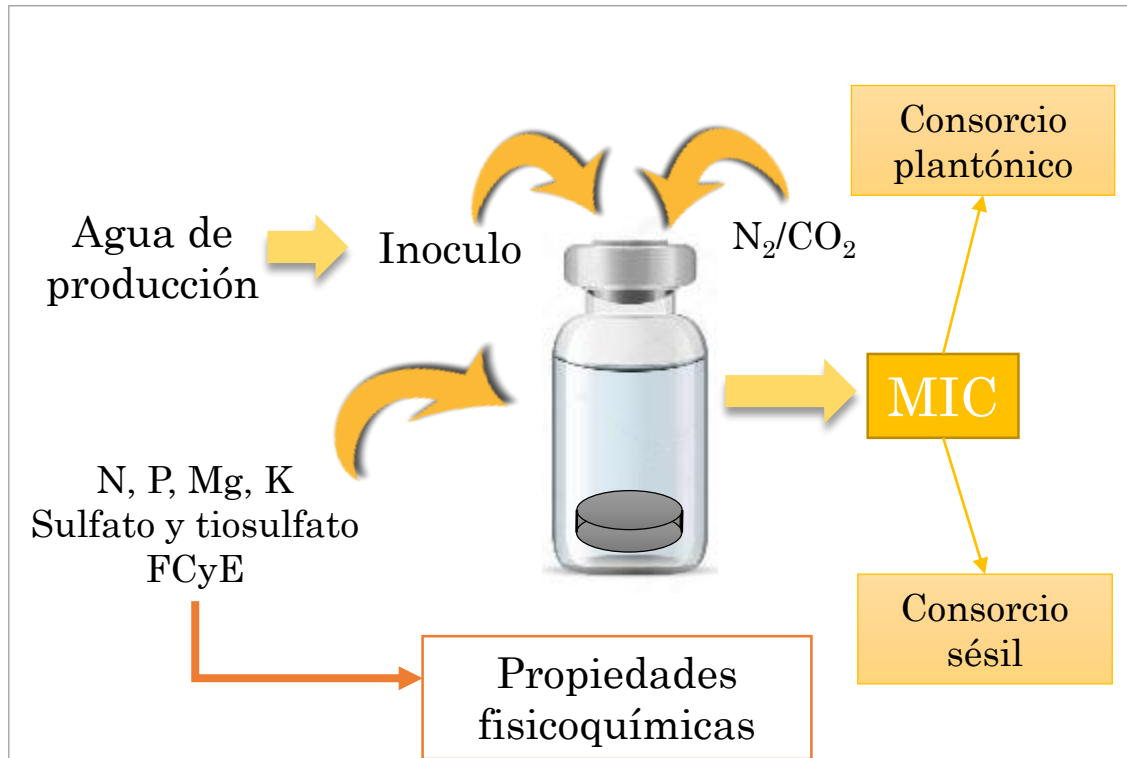 Agua de
producción
Inoculo
N₂/CO₂
N, P, Mg, K
Sulfato y tiosulfato
FCyE
Propiedades
fisicoquímicas
MIC
Consorcio
plantónico
Consorcio
sésil